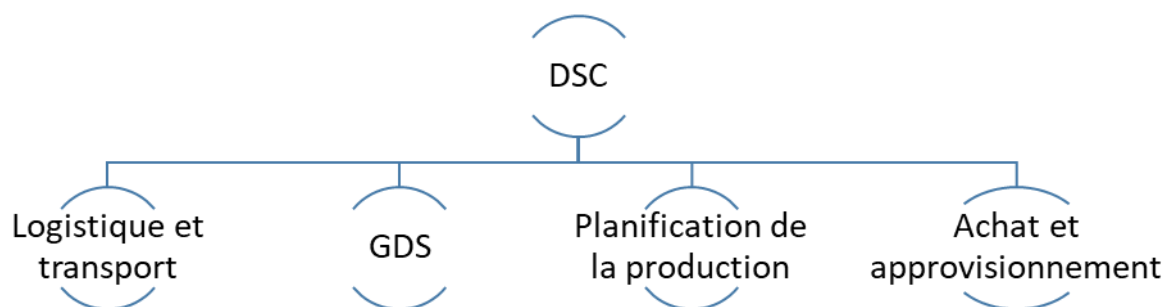 DSC
Logistique et
transport
GDS
Planification de
la production
Achat et
approvisionnement